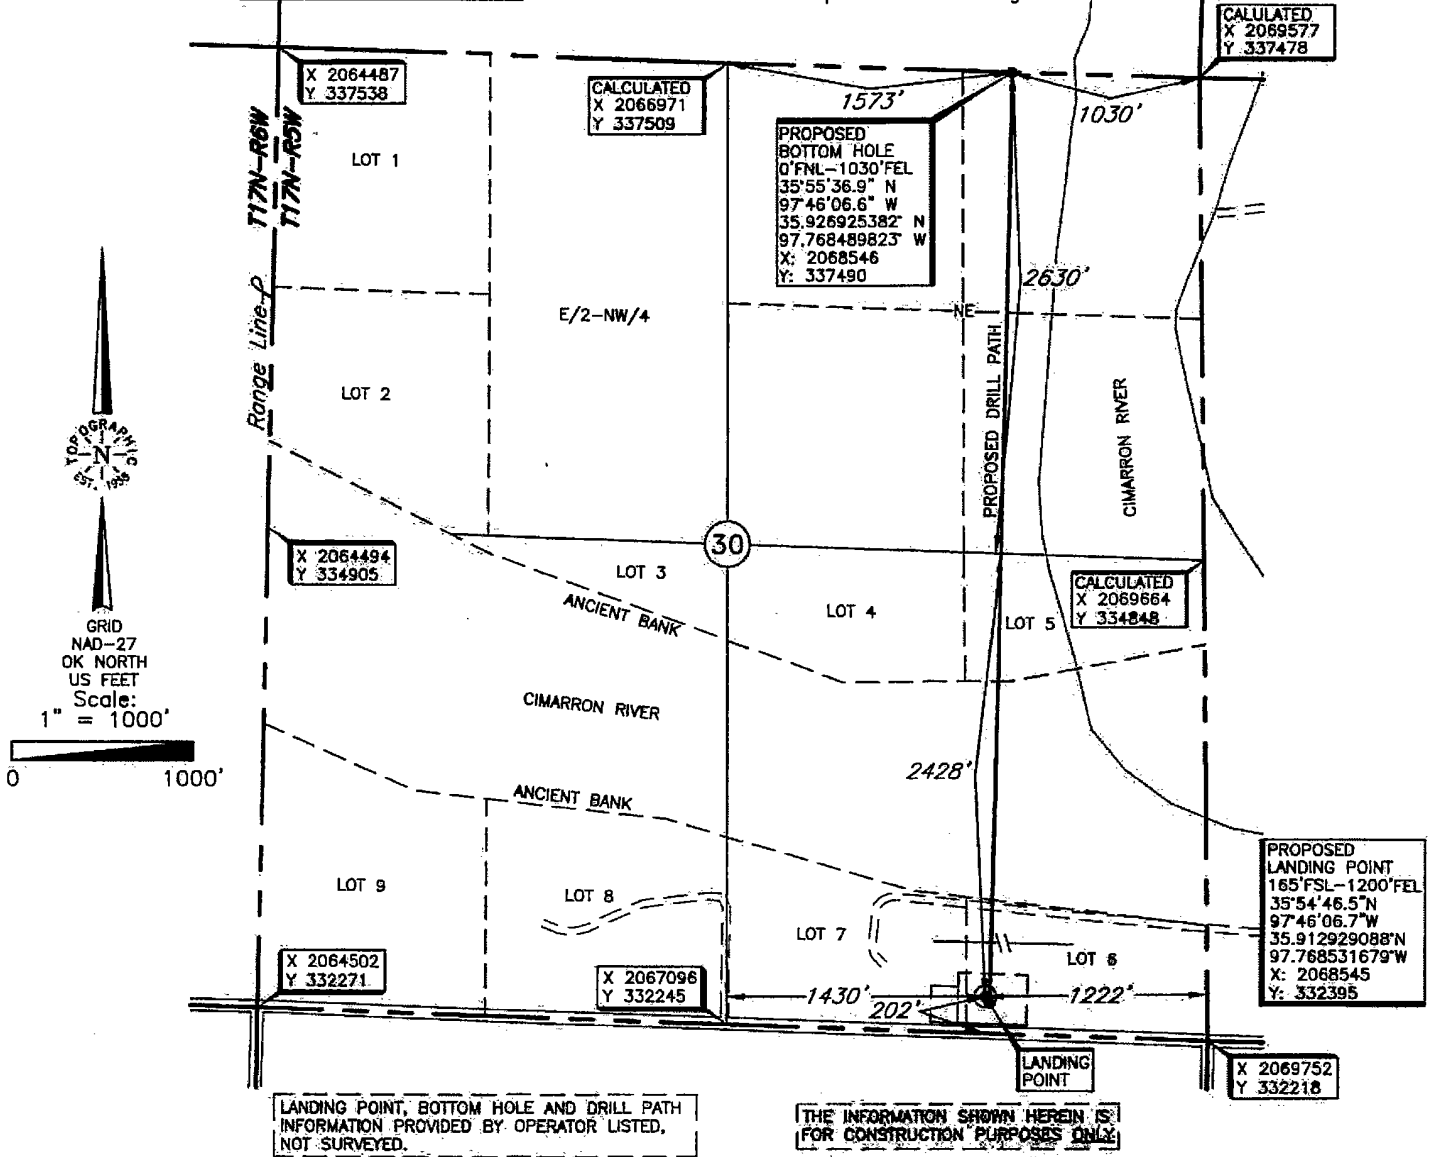 CALULATED
X 2069577
Y 337478
X 2064487
Y 337538
CALCULATED
X 2066971
Y 337509
1573'
1030'
PROPOSED
BOTTOM HOLE
0'FNL-1030'FEL
35°55'36.9" N
97°46'06.6" W
35.926925382° N
97.768489823° W
X: 2068546
Y: 337490
T17N-R6W
T17N-R5W
LOT 1
2630'
Range Line
E/2-NW/4
NE
LOT 2
PROPOSED DRILL PATH
CIMARRON RIVER
TOPOGRAPHIC
N
EST. 1958
30
X 2064494
Y 334905
LOT 3
ANCIENT BANK
LOT 4
LOT 5
CALCULATED
X 2069664
Y 334848
GRID
NAD-27
OK NORTH
US FEET
Scale:
1" = 1000'
0 1000'
CIMARRON RIVER
2428'
ANCIENT BANK
PROPOSED
LANDING POINT
165'FSL-1200'FEL
35°54'46.5"N
97°46'06.7"W
35.912929088°N
97.768531679°W
X: 2068545
Y: 332395
LOT 9
LOT 8
LOT 7
LOT 6
X 2064502
Y 332271
X 2067096
Y 332245
1430'
202'
1222'
LANDING
POINT
X 2069752
Y 332218
LANDING POINT, BOTTOM HOLE AND DRILL PATH
INFORMATION PROVIDED BY OPERATOR LISTED,
NOT SURVEYED.
THE INFORMATION SHOWN HEREIN IS
FOR CONSTRUCTION PURPOSES ONLY